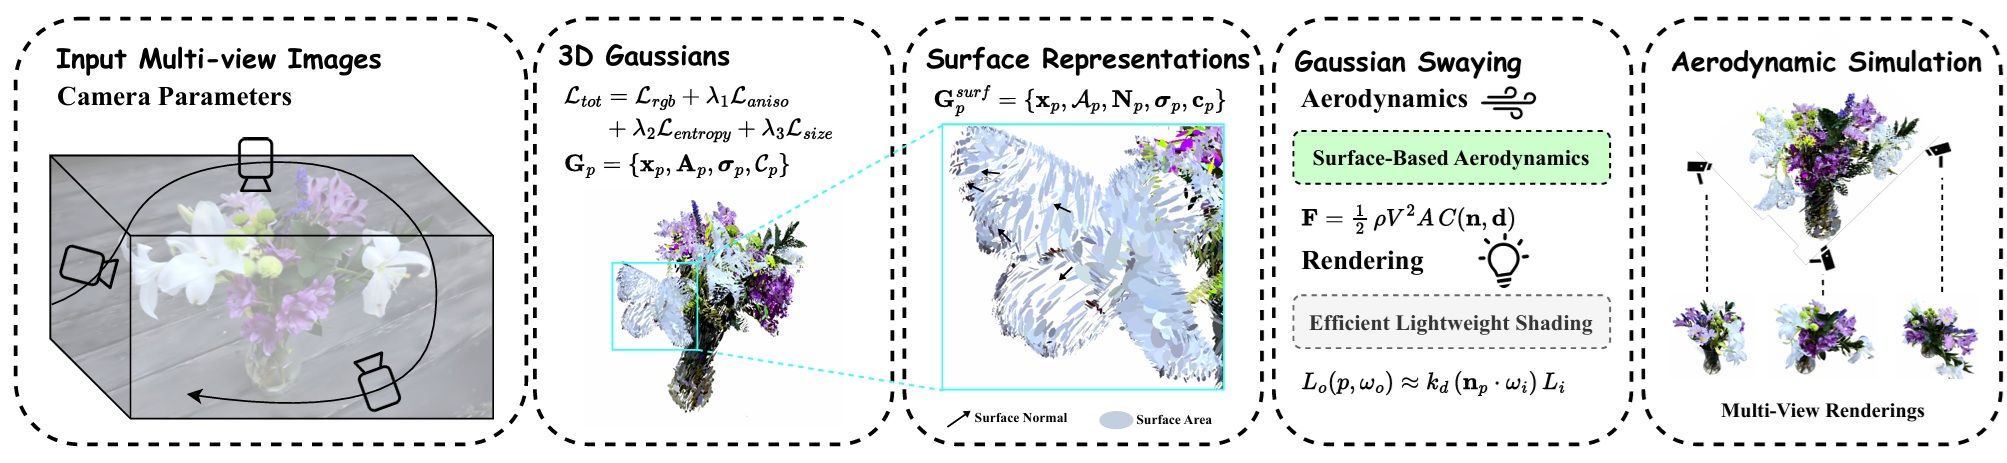 Input Multi-view Images
Camera Parameters
3D Gaussians
$\mathcal{L}_{tot} = \mathcal{L}_{rgb} + \lambda_1 \mathcal{L}_{aniso}$
$+ \lambda_2 \mathcal{L}_{entropy} + \lambda_3 \mathcal{L}_{size}$
$\mathbf{G}_p = \{\mathbf{x}_p, \mathbf{A}_p, \boldsymbol{\sigma}_p, \mathcal{C}_p\}$
Surface Representations
$\mathbf{G}_p^{surf} = \{\mathbf{x}_p, \mathcal{A}_p, \mathbf{N}_p, \boldsymbol{\sigma}_p, \mathbf{c}_p\}$
Surface Normal
Surface Area
Gaussian Swaying
Aerodynamics
Surface-Based Aerodynamics
$\mathbf{F} = \frac{1}{2} \rho V^2 A\, C(\mathbf{n}, \mathbf{d})$
Rendering
Efficient Lightweight Shading
$L_o(p, \omega_o) \approx k_d\, (\mathbf{n}_p \cdot \omega_i)\, L_i$
Aerodynamic Simulation
Multi-View Renderings